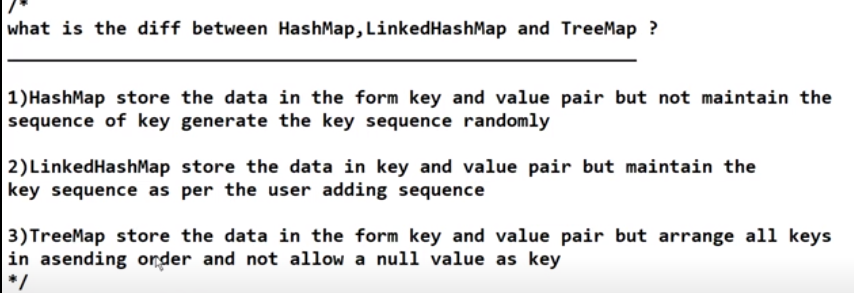 /*
what is the diff between HashMap,LinkedHashMap and TreeMap ?
1)HashMap store the data in the form key and value pair but not maintain the
sequence of key generate the key sequence randomly
2)LinkedHashMap store the data in key and value pair but maintain the
key sequence as per the user adding sequence
3)TreeMap store the data in the form key and value pair but arrange all keys
in asending order and not allow a null value as key
*/